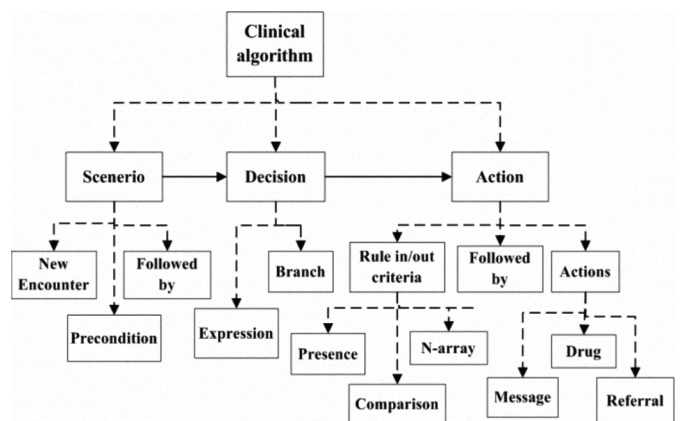 Clinical
algorithm
Scenerio
Decision
Action
New
Encounter
Followed
by
Branch
Rule in/out
criteria
Followed
by
Actions
Precondition
Expression
Presence
N-array
Drug
Comparison
Message
Referral